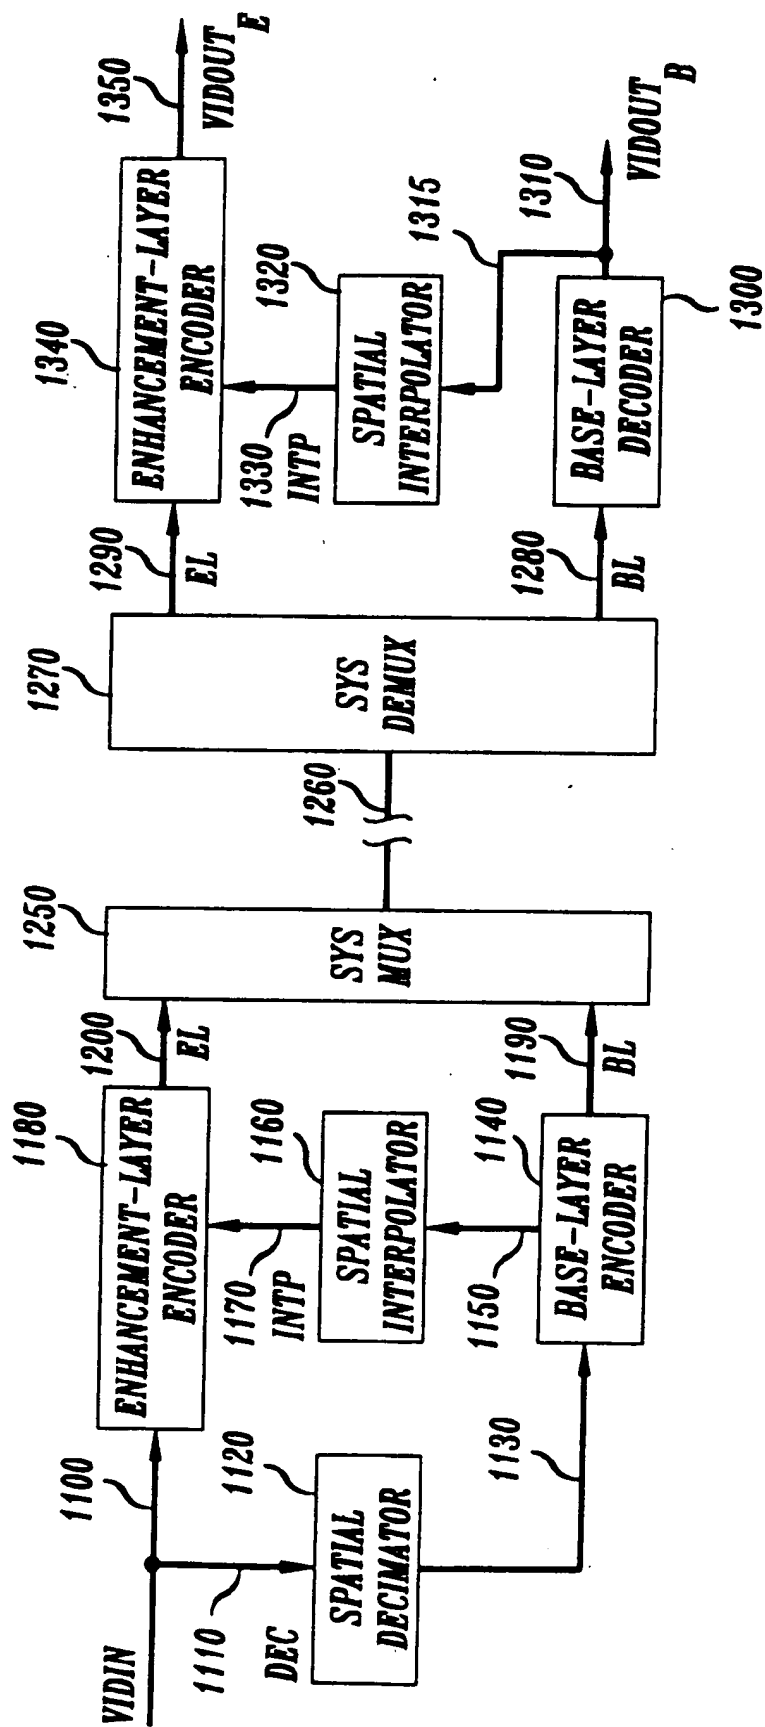 VIDIN
1100
1110
DEC
SPATIAL
DECIMATOR
1120
1130
ENHANCEMENT-LAYER
ENCODER
1180
1170
INTP
SPATIAL
INTERPOLATOR
1160
1150
BASE-LAYER
ENCODER
1140
1200
EL
1190
BL
1250
SYS
MUX
1260
1270
SYS
DEMUX
1290
EL
1280
BL
1340
ENHANCEMENT-LAYER
ENCODER
1330
INTP
SPATIAL
INTERPOLATOR
1320
1315
BASE-LAYER
DECODER
1300
1310
VIDOUT B
1350
VIDOUT E